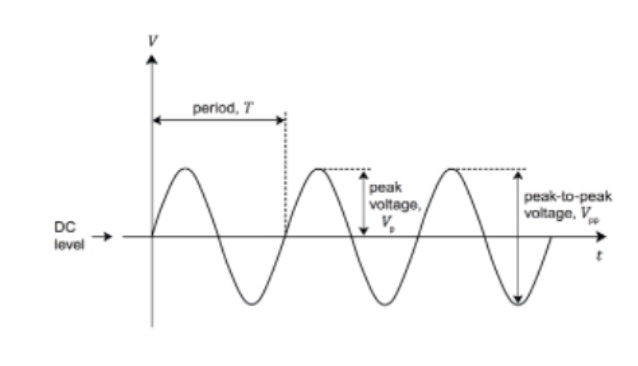 V
period, T
peak
voltage,
Vp
peak-to-peak
voltage, Vpp
DC
level
t